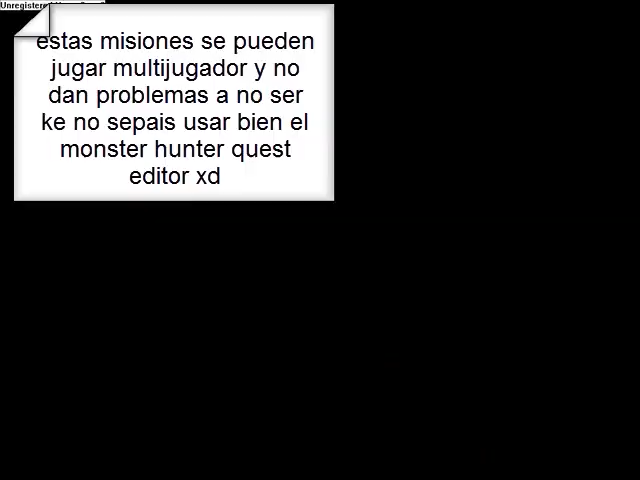 Unregistered
estas misiones se pueden
jugar multijugador y no
dan problemas a no ser
ke no sepais usar bien el
monster hunter quest
editor xd